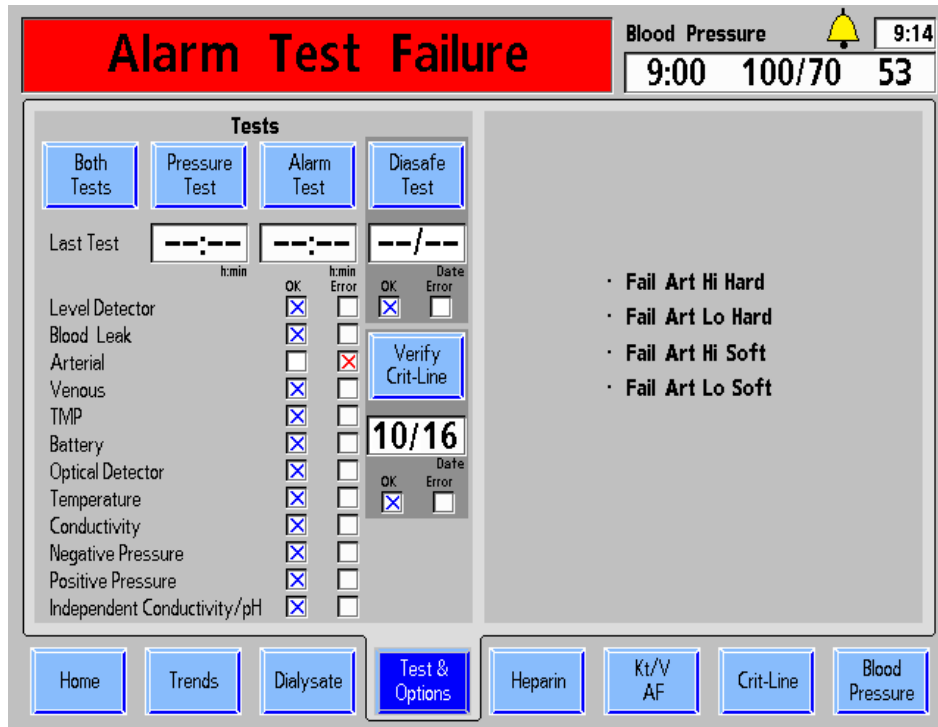 Alarm Test Failure
Blood Pressure
9:14
9:00 100/70 53
Tests
Both
Tests
Pressure
Test
Alarm
Test
Diasafe
Test
Last Test
--:--
--:--
--/--
h:min
h:min
Date
OK Error
OK Error
Level Detector
Blood Leak
Arterial
Venous
TMP
Battery
Optical Detector
Temperature
Conductivity
Negative Pressure
Positive Pressure
Independent Conductivity/pH
Verify
Crit-Line
10/16
Date
OK Error
· Fail Art Hi Hard
· Fail Art Lo Hard
· Fail Art Hi Soft
· Fail Art Lo Soft
Home
Trends
Dialysate
Test &
Options
Heparin
Kt/V
AF
Crit-Line
Blood
Pressure